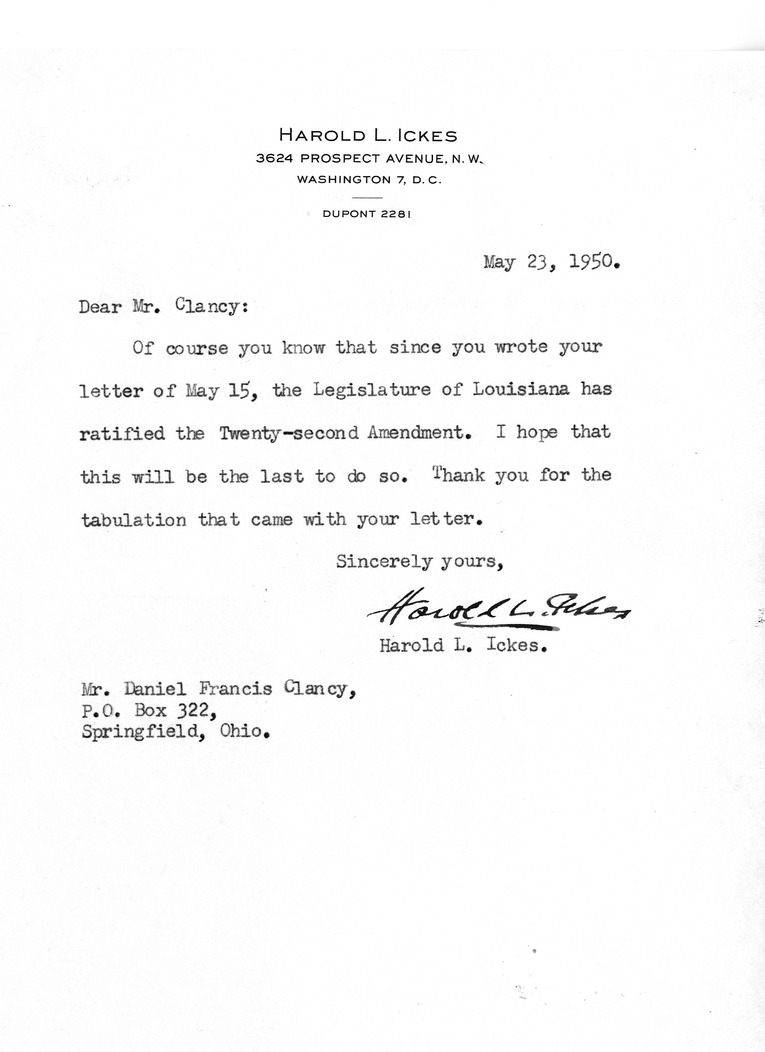 HAROLD L. ICKES
3624 PROSPECT AVENUE, N. W.
WASHINGTON 7, D. C.
DUPONT 2281
May 23, 1950.
Dear Mr. Clancy:
Of course you know that since you wrote your
letter of May 15, the Legislature of Louisiana has
ratified the Twenty-second Amendment. I hope that
this will be the last to do so. Thank you for the
tabulation that came with your letter.
Sincerely yours,
Harold L. Ickes
Harold L. Ickes.
Mr. Daniel Francis Clancy,
P.O. Box 322,
Springfield, Ohio.